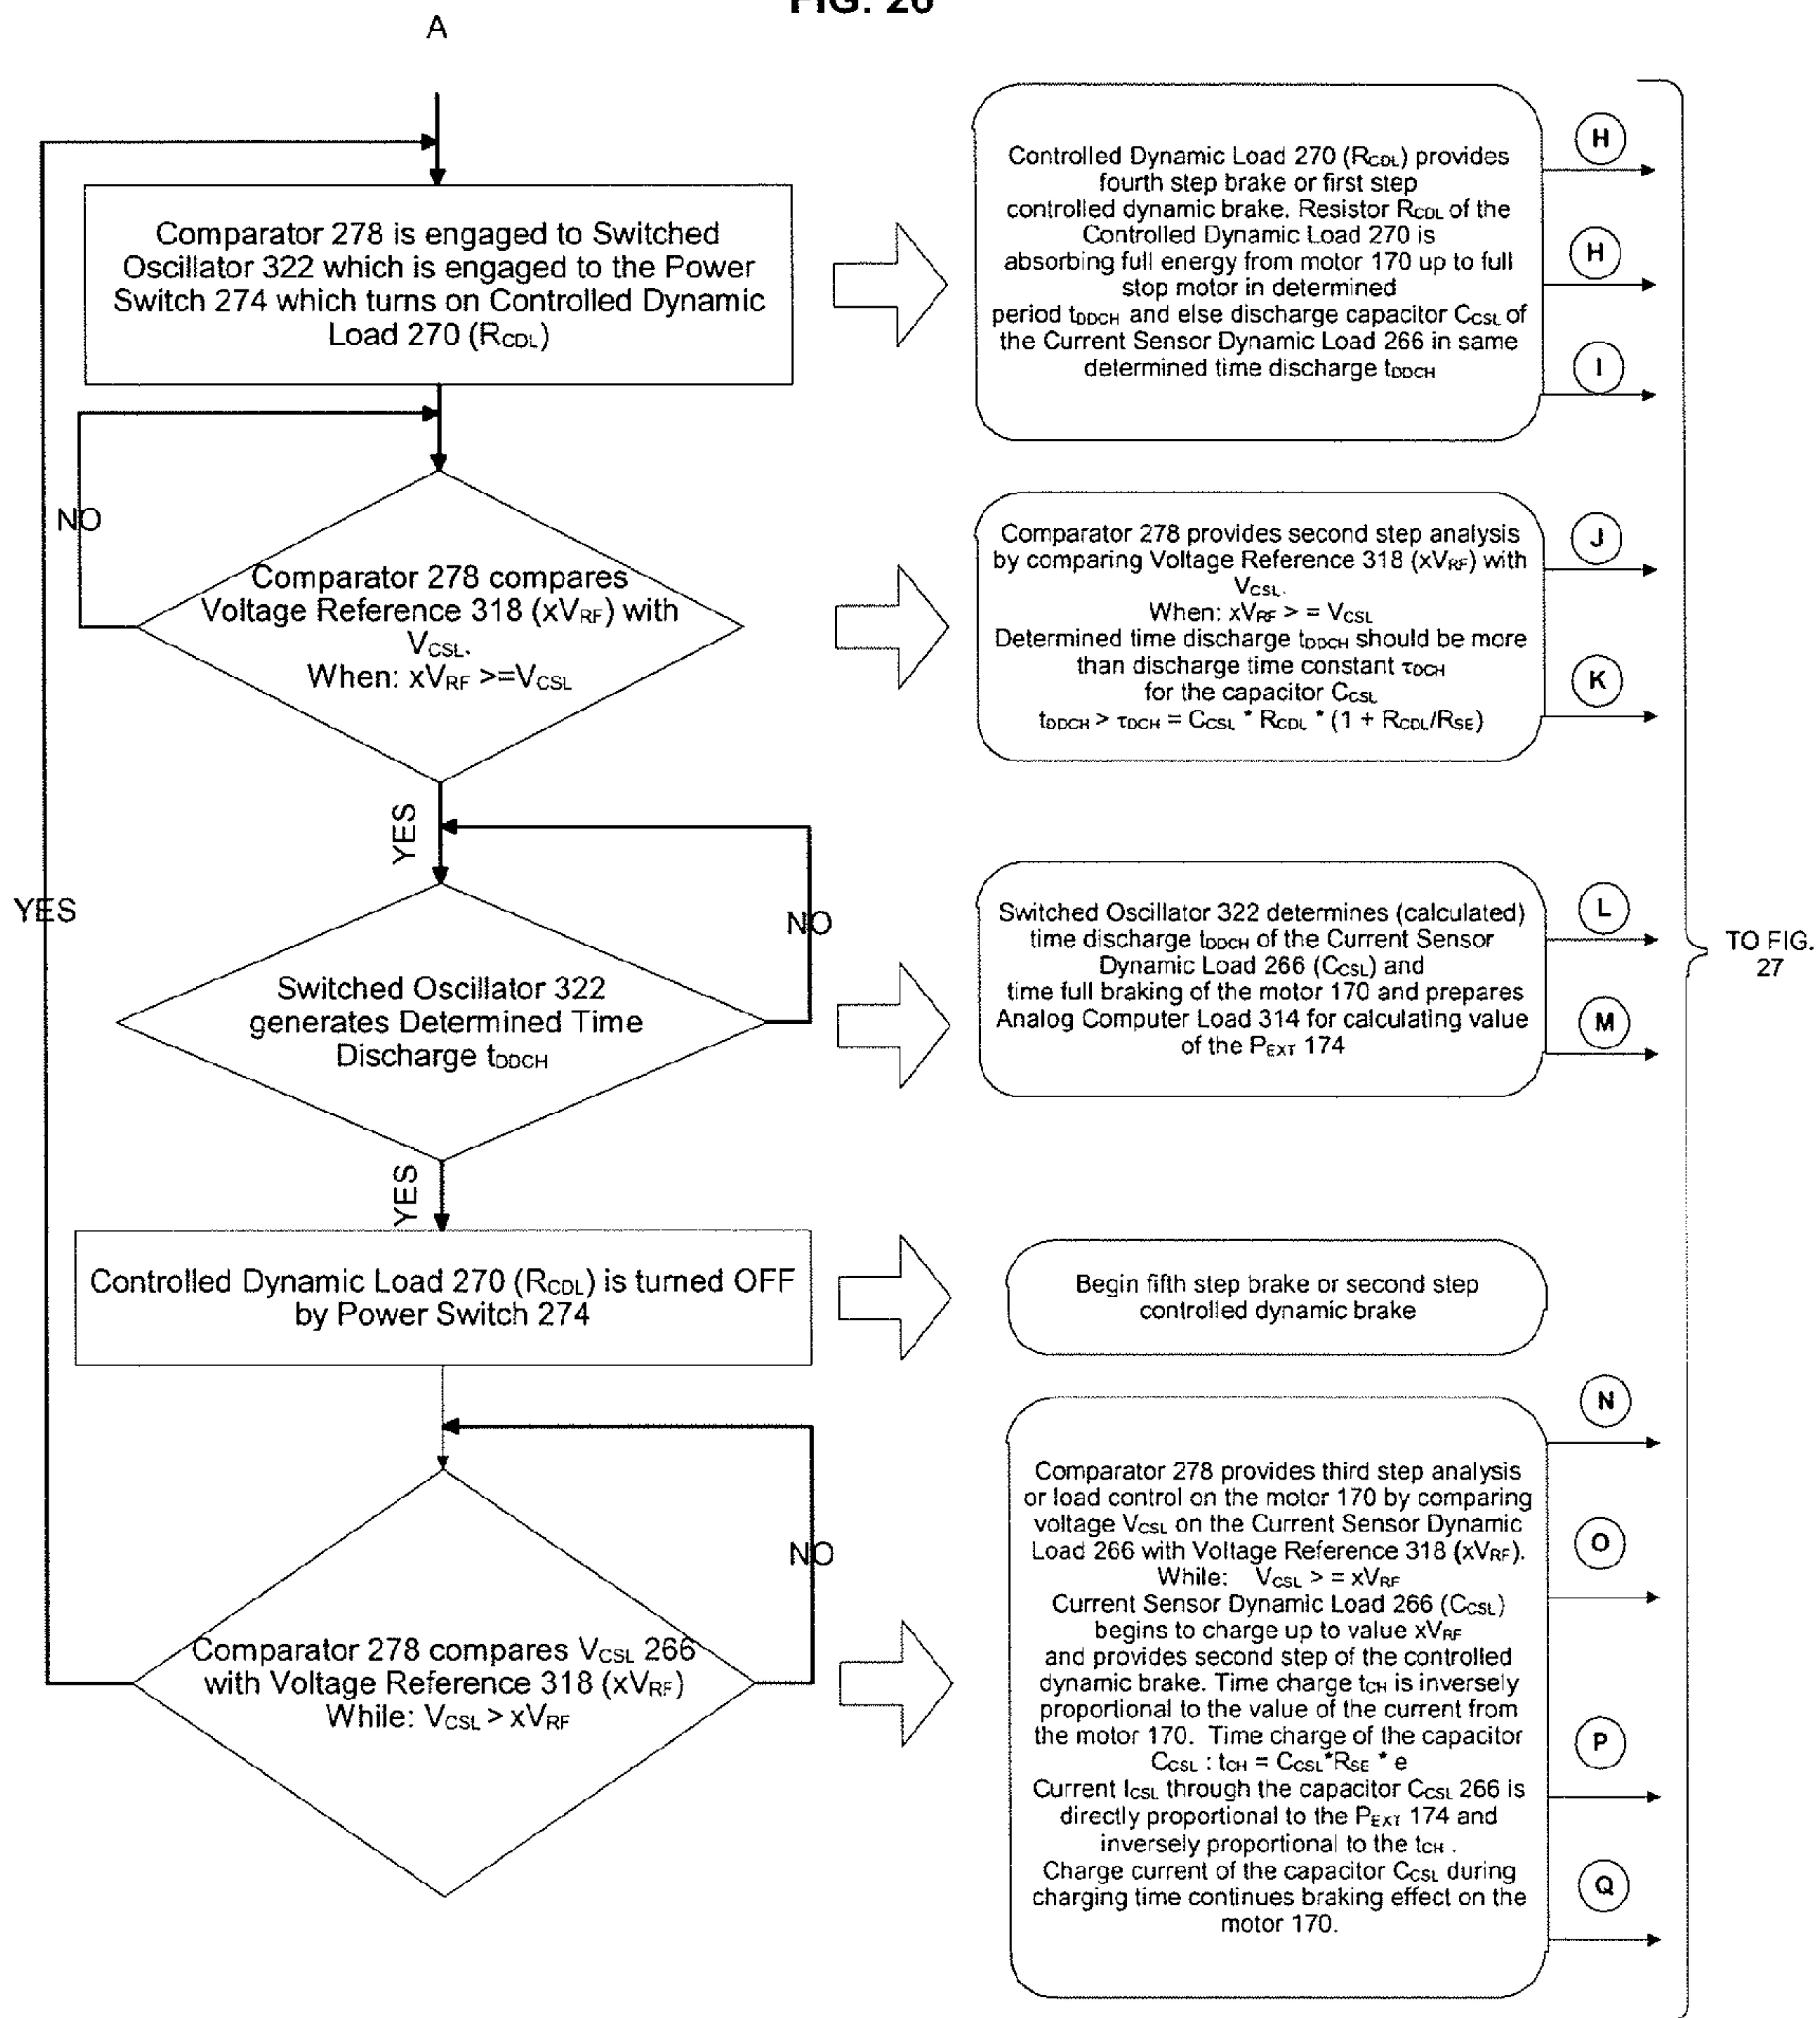 FIG. 26
A
Comparator 278 is engaged to Switched
Oscillator 322 which is engaged to the Power
Switch 274 which turns on Controlled Dynamic
Load 270 (RCDL)
Controlled Dynamic Load 270 (RCDL) provides
fourth step brake or first step
controlled dynamic brake. Resistor RCDL of the
Controlled Dynamic Load 270 is
absorbing full energy from motor 170 up to full
stop motor in determined
period tDDCH and else discharge capacitor CCSL of
the Current Sensor Dynamic Load 266 in same
determined time discharge tDDCH
H
H
I
NO
Comparator 278 compares
Voltage Reference 318 (xVRF) with
VCSL.
When: xVRF >=VCSL
Comparator 278 provides second step analysis
by comparing Voltage Reference 318 (xVRF) with
VCSL.
When: xVRF > = VCSL
Determined time discharge tDDCH should be more
than discharge time constant τDCH
for the capacitor CCSL
tDDCH > τDCH = CCSL * RCDL * (1 + RCDL/RSE)
J
K
YES
YES
NO
Switched Oscillator 322
generates Determined Time
Discharge tDDCH
Switched Oscillator 322 determines (calculated)
time discharge tDDCH of the Current Sensor
Dynamic Load 266 (CCSL) and
time full braking of the motor 170 and prepares
Analog Computer Load 314 for calculating value
of the PEXT 174
L
M
TO FIG.
27
YES
Controlled Dynamic Load 270 (RCDL) is turned OFF
by Power Switch 274
Begin fifth step brake or second step
controlled dynamic brake
NO
Comparator 278 compares VCSL 266
with Voltage Reference 318 (xVRF)
While: VCSL > xVRF
Comparator 278 provides third step analysis
or load control on the motor 170 by comparing
voltage VCSL on the Current Sensor Dynamic
Load 266 with Voltage Reference 318 (xVRF).
While: VCSL > = xVRF
Current Sensor Dynamic Load 266 (CCSL)
begins to charge up to value xVRF
and provides second step of the controlled
dynamic brake. Time charge tCH is inversely
proportional to the value of the current from
the motor 170. Time charge of the capacitor
CCSL : tCH = CCSL*RSE * e
Current ICSL through the capacitor CCSL 266 is
directly proportional to the PEXT 174 and
inversely proportional to the tCH .
Charge current of the capacitor CCSL during
charging time continues braking effect on the
motor 170.
N
O
P
Q